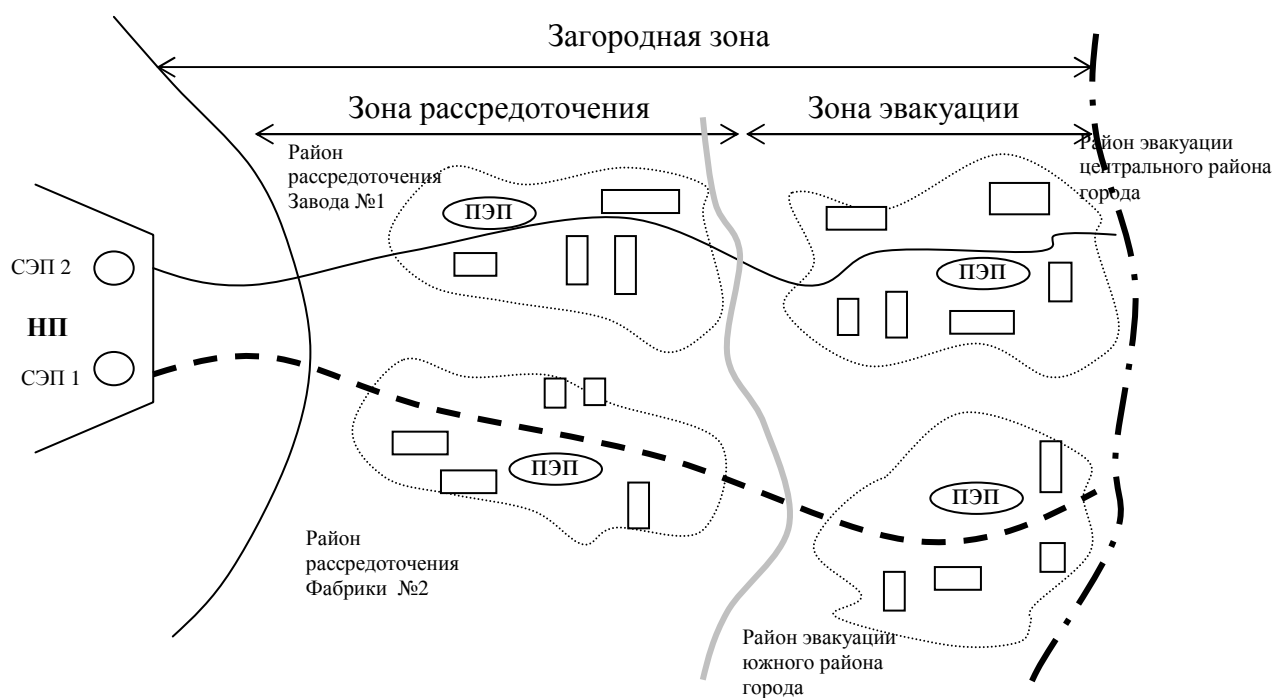 Загородная зона
Зона рассредоточения
Зона эвакуации
Район
рассредоточения
Завода №1
Район эвакуации
центрального района
города
ПЭП
СЭП 2
ПЭП
НП
СЭП 1
ПЭП
ПЭП
Район
рассредоточения
Фабрики №2
Район эвакуации
южного района
города